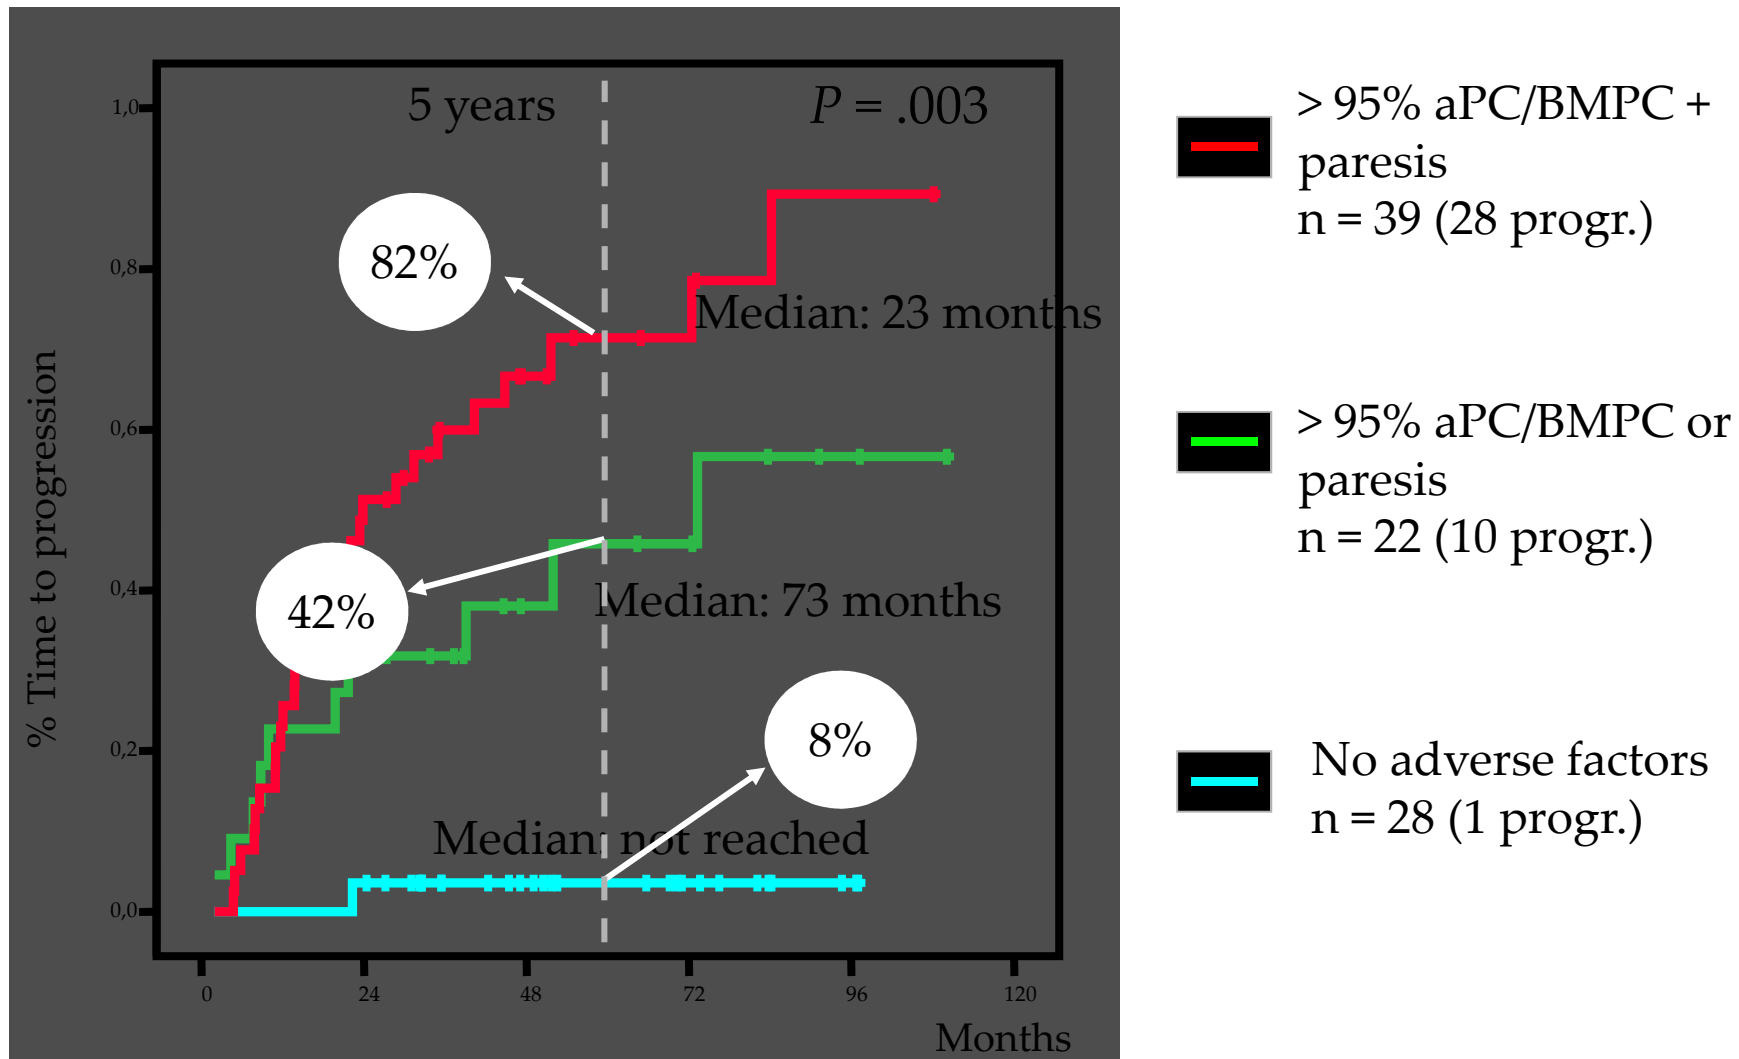 5 years
P = .003
1,0
0,8
0,6
0,4
0,2
0,0
% Time to progression
82%
Median: 23 months
42%
Median: 73 months
8%
Median: not reached
0 24 48 72 96 120
Months
> 95% aPC/BMPC +
paresis
n = 39 (28 progr.)
> 95% aPC/BMPC or
paresis
n = 22 (10 progr.)
No adverse factors
n = 28 (1 progr.)